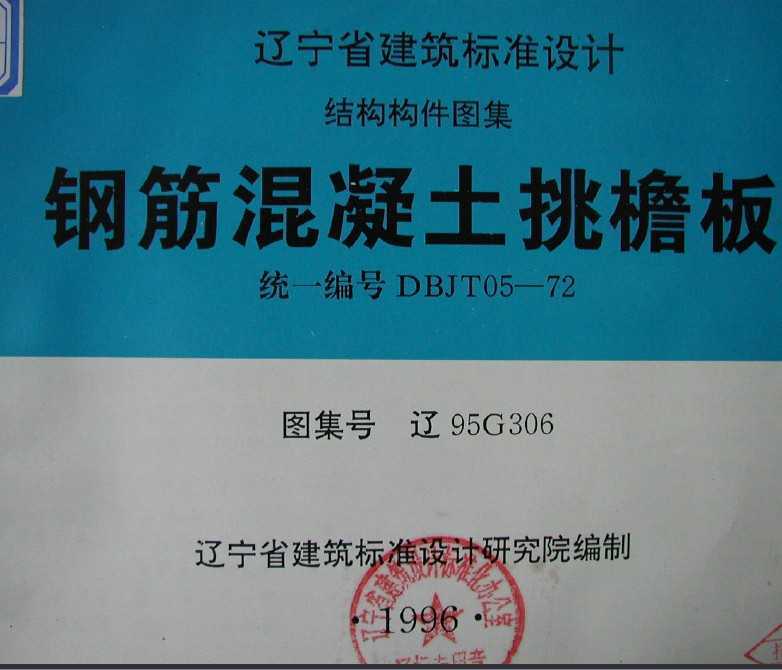 辽宁省建筑标准设计
结构构件图集
钢筋混凝土挑檐板
统一编号 DBJT05—72
图集号 辽 95G306
辽宁省建筑标准设计研究院编制
·1996·